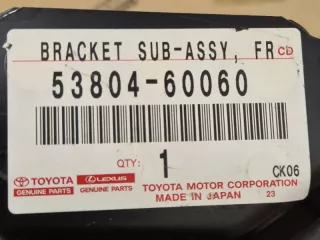 BRACKET SUB-ASSY, FR CD
53804-60060
QTY: 1
CK06
TOYOTA LEXUS
GENUINE PARTS GENUINE PARTS
TOYOTA MOTOR CORPORATION
MADE IN JAPAN 23